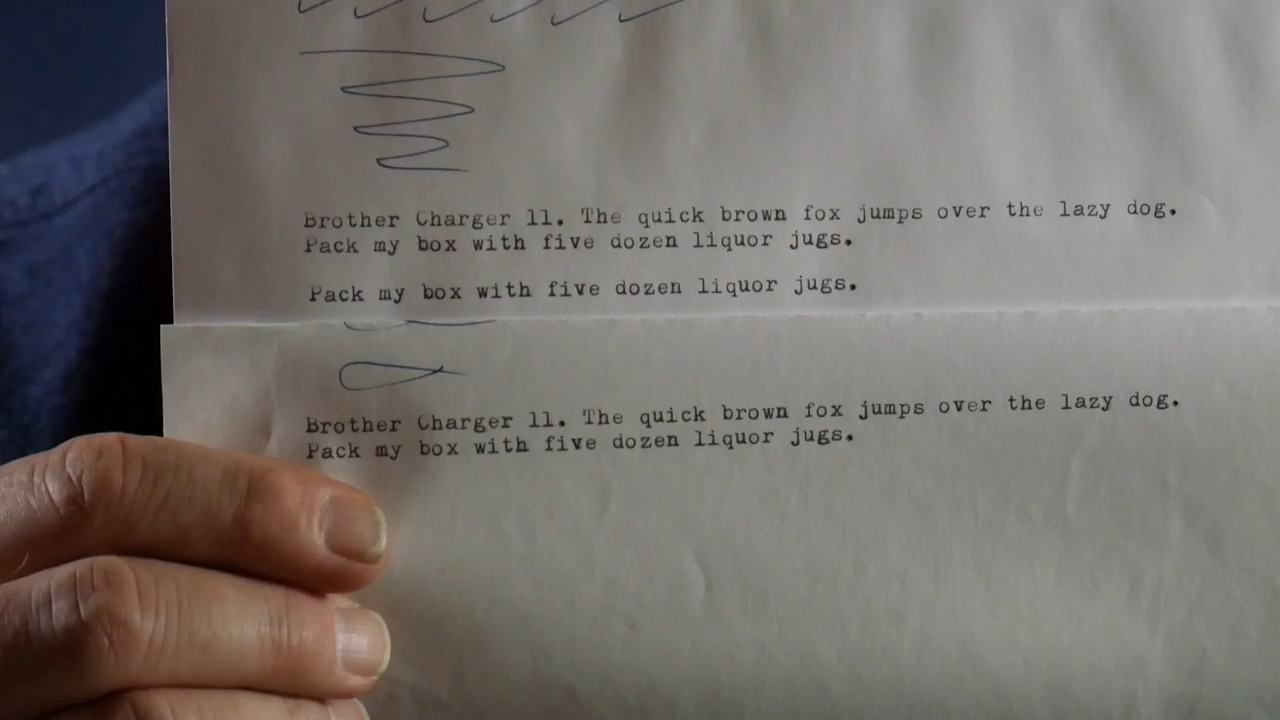 Brother Charger 11. The quick brown fox jumps over the lazy dog.
Pack my box with five dozen liquor jugs.
Pack my box with five dozen liquor jugs.
Brother Charger 11. The quick brown fox jumps over the lazy dog.
Pack my box with five dozen liquor jugs.